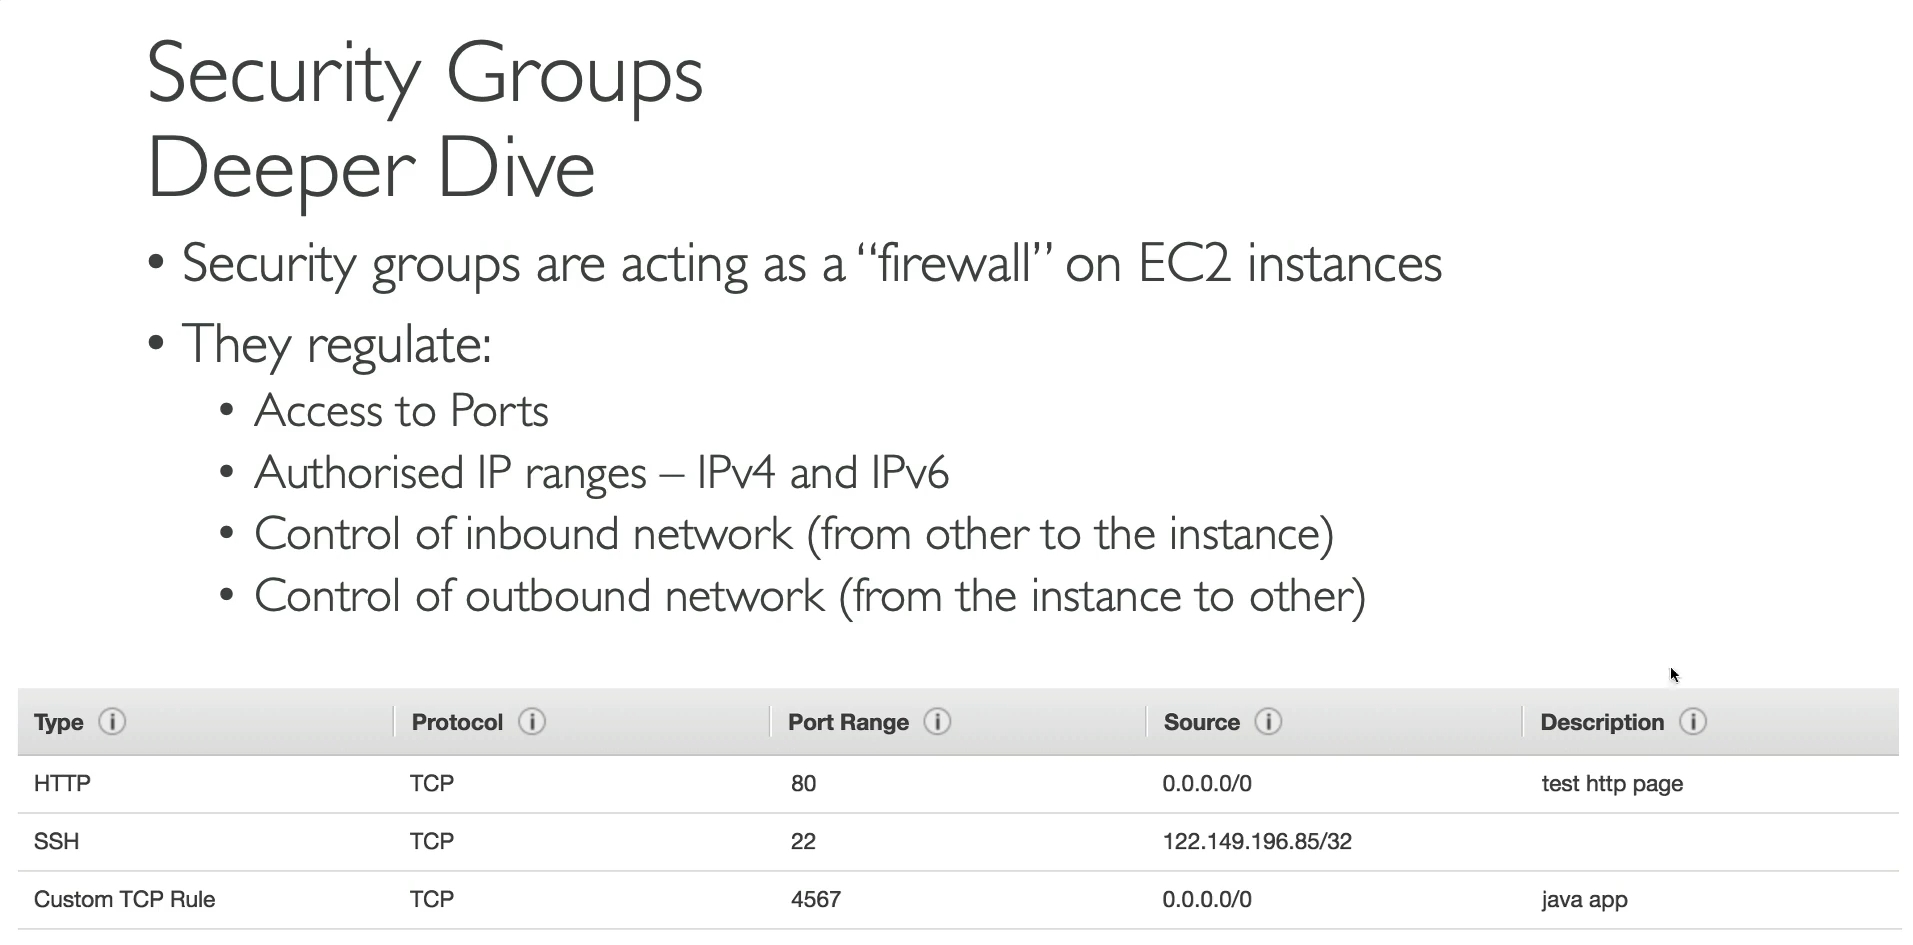 Security Groups
Deeper Dive
• Security groups are acting as a “firewall” on EC2 instances
• They regulate:
• Access to Ports
• Authorised IP ranges – IPv4 and IPv6
• Control of inbound network (from other to the instance)
• Control of outbound network (from the instance to other)
Type i Protocol i Port Range i Source i Description i
HTTP TCP 80 0.0.0.0/0 test http page
SSH TCP 22 122.149.196.85/32
Custom TCP Rule TCP 4567 0.0.0.0/0 java app